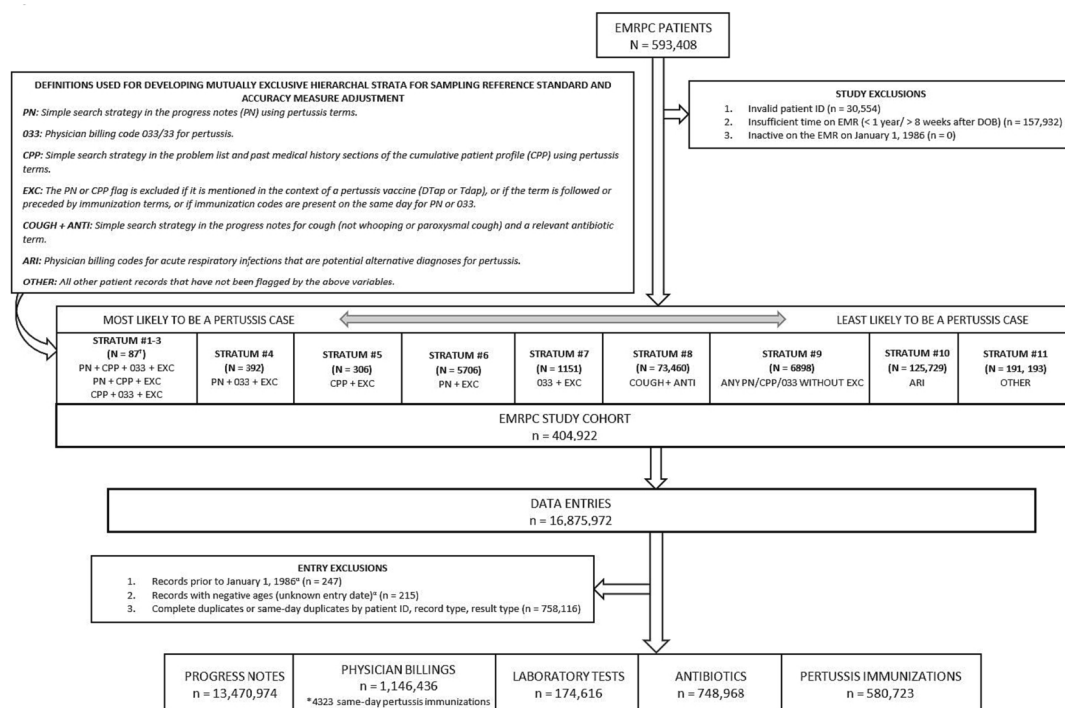 EMRPC PATIENTS
N = 593,408
DEFINITIONS USED FOR DEVELOPING MUTUALLY EXCLUSIVE HIERARCHAL STRATA FOR SAMPLING REFERENCE STANDARD AND
ACCURACY MEASURE ADJUSTMENT
PN: Simple search strategy in the progress notes (PN) using pertussis terms.
033: Physician billing code 033/33 for pertussis.
CPP: Simple search strategy in the problem list and past medical history sections of the cumulative patient profile (CPP) using pertussis
terms.
EXC: The PN or CPP flag is excluded if it is mentioned in the context of a pertussis vaccine (DTap or Tdap), or if the term is followed or
preceded by immunization terms, or if immunization codes are present on the same day for PN or 033.
COUGH + ANTI: Simple search strategy in the progress notes for cough (not whooping or paroxysmal cough) and a relevant antibiotic
term.
ARI: Physician billing codes for acute respiratory infections that are potential alternative diagnoses for pertussis.
OTHER: All other patient records that have not been flagged by the above variables.
STUDY EXCLUSIONS
1. Invalid patient ID (n = 30,554)
2. Insufficient time on EMR (< 1 year/ > 8 weeks after DOB) (n = 157,932)
3. Inactive on the EMR on January 1, 1986 (n = 0)
MOST LIKELY TO BE A PERTUSSIS CASE
LEAST LIKELY TO BE A PERTUSSIS CASE
STRATUM #1-3
(N = 87†)
PN + CPP + 033 + EXC
PN + CPP + EXC
CPP + 033 + EXC
STRATUM #4
(N = 392)
PN + 033 + EXC
STRATUM #5
(N = 306)
CPP + EXC
STRATUM #6
(N = 5706)
PN + EXC
STRATUM #7
(N = 1151)
033 + EXC
STRATUM #8
(N = 73,460)
COUGH + ANTI
STRATUM #9
(N = 6898)
ANY PN/CPP/033 WITHOUT EXC
STRATUM #10
(N = 125,729)
ARI
STRATUM #11
(N = 191, 193)
OTHER
EMRPC STUDY COHORT
n = 404,922
DATA ENTRIES
n = 16,875,972
ENTRY EXCLUSIONS
1. Records prior to January 1, 1986ᵅ (n = 247)
2. Records with negative ages (unknown entry date)ᵅ (n = 215)
3. Complete duplicates or same-day duplicates by patient ID, record type, result type (n = 758,116)
PROGRESS NOTES
n = 13,470,974
PHYSICIAN BILLINGS
n = 1,146,436
*4323 same-day pertussis immunizations
LABORATORY TESTS
n = 174,616
ANTIBIOTICS
n = 748,968
PERTUSSIS IMMUNIZATIONS
n = 580,723